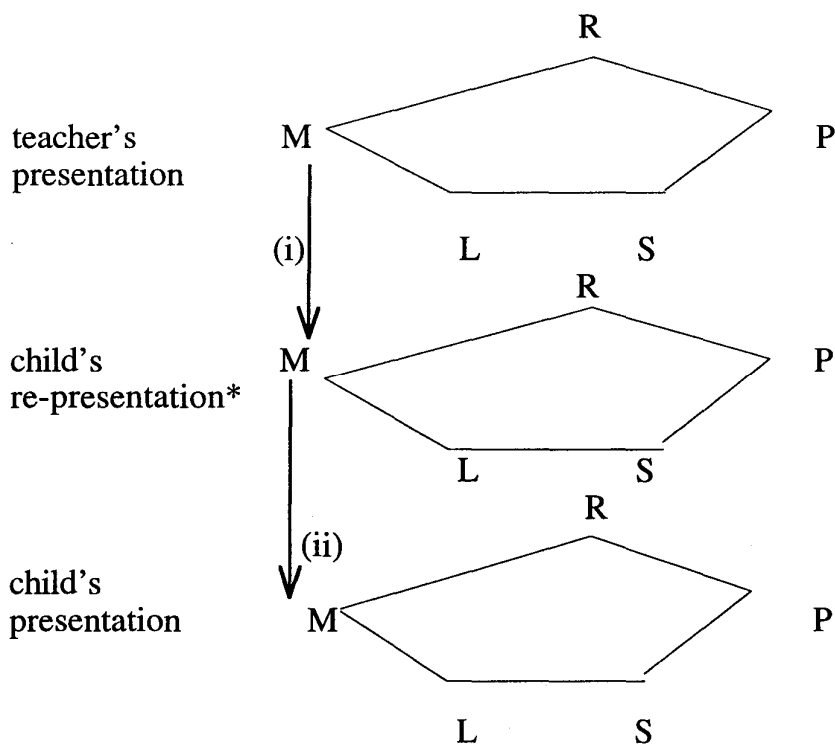 R
teacher's
presentation
M
P
(i)
L
S
R
child's
re-presentation*
M
P
L
S
R
(ii)
child's
presentation
M
P
L
S